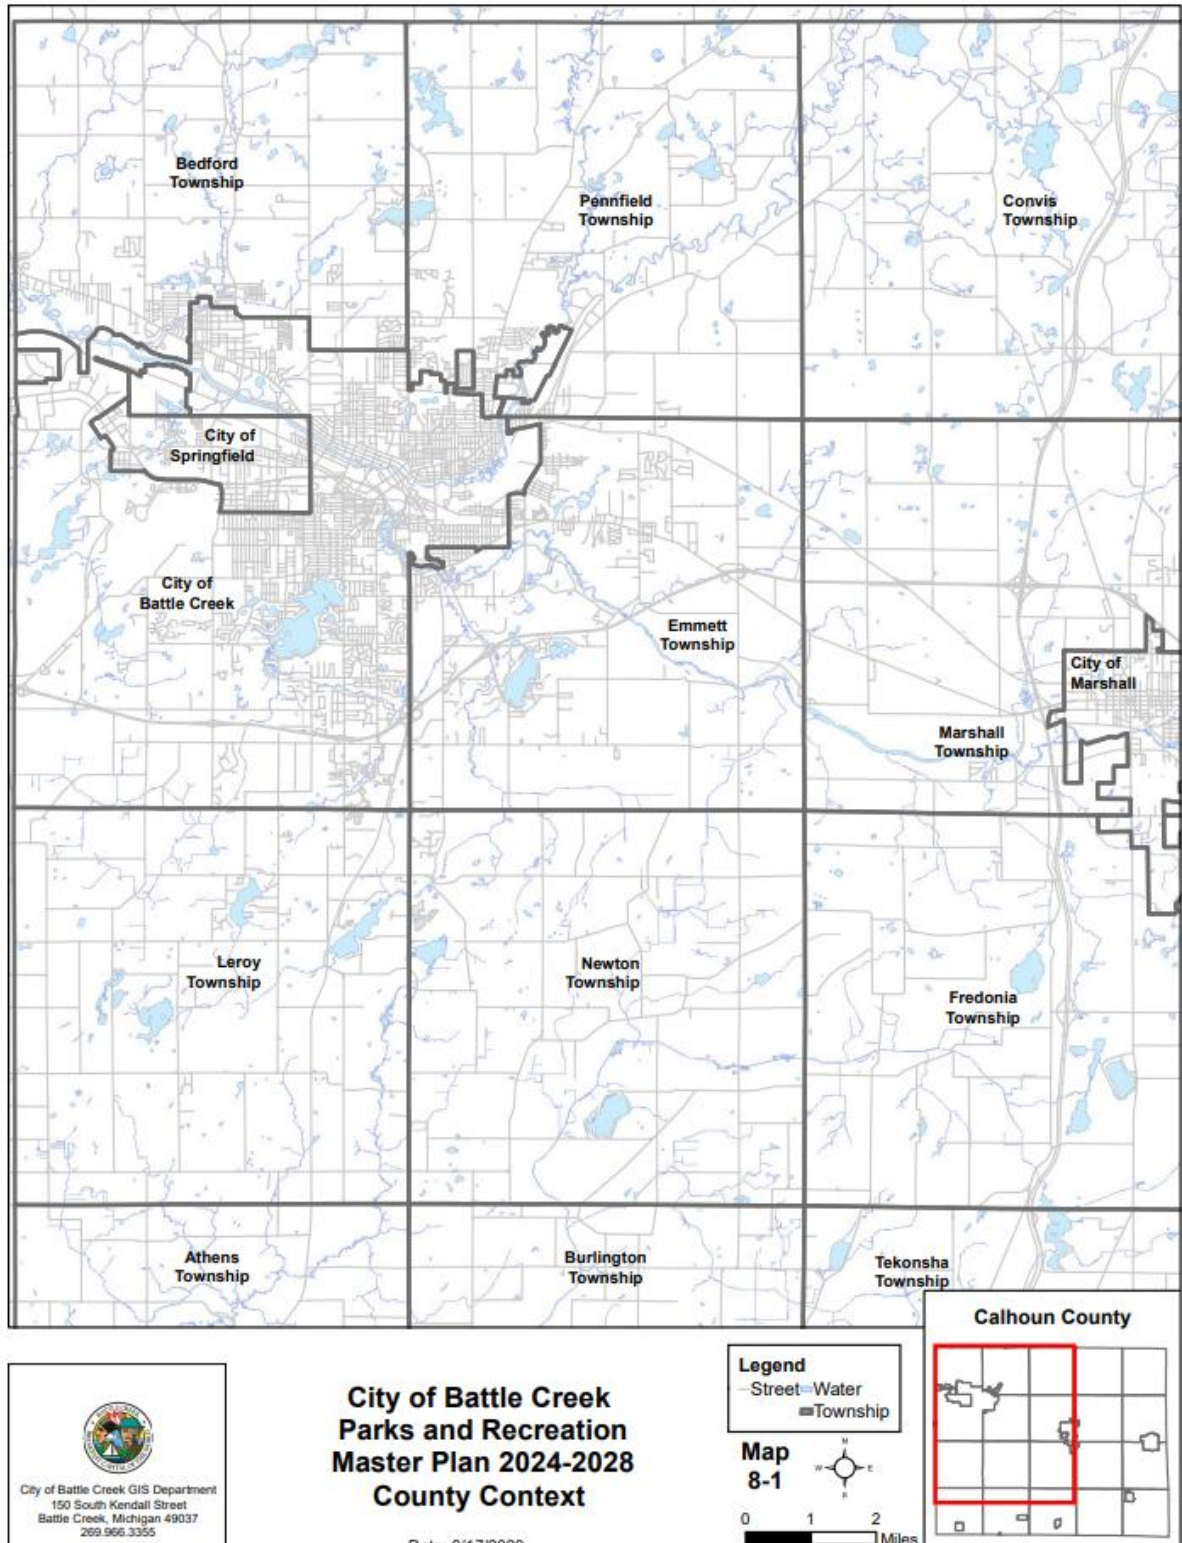 Bedford
Township
Pennfield
Township
Convis
Township
City of
Springfield
City of
Battle Creek
Emmett
Township
City of
Marshall
Marshall
Township
Leroy
Township
Newton
Township
Fredonia
Township
Athens
Township
Burlington
Township
Tekonsha
Township
Calhoun County
City of Battle Creek GIS Department
150 South Kendall Street
Battle Creek, Michigan 49037
269.966.3355
City of Battle Creek
Parks and Recreation
Master Plan 2024-2028
County Context
Legend
Street Water
Township
Map
8-1
N
W E
S
0 1 2
Miles